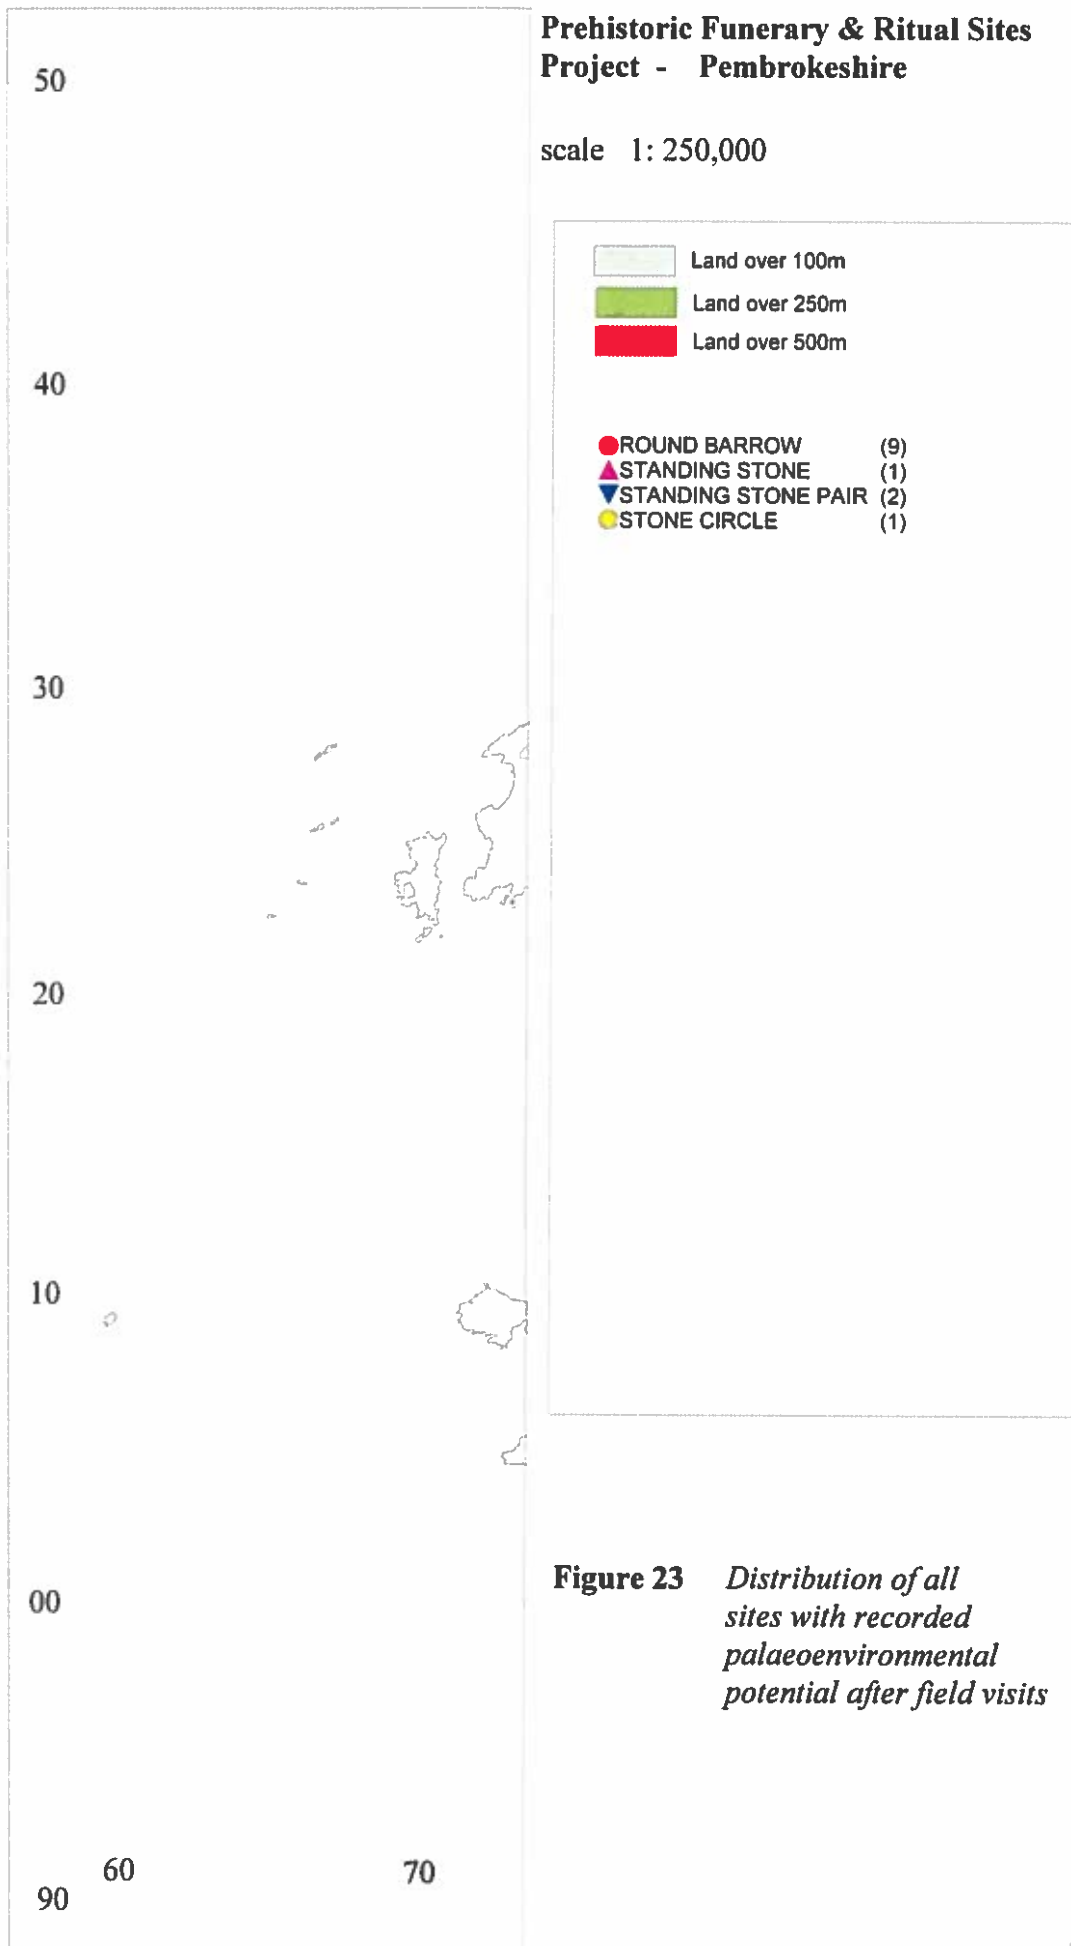 Prehistoric Funerary & Ritual Sites
Project - Pembrokeshire
scale 1: 250,000
Land over 100m
Land over 250m
Land over 500m
ROUND BARROW (9)
STANDING STONE (1)
STANDING STONE PAIR (2)
STONE CIRCLE (1)
50
40
30
20
10
00
90
60
70
Figure 23 Distribution of all
sites with recorded
palaeoenvironmental
potential after field visits